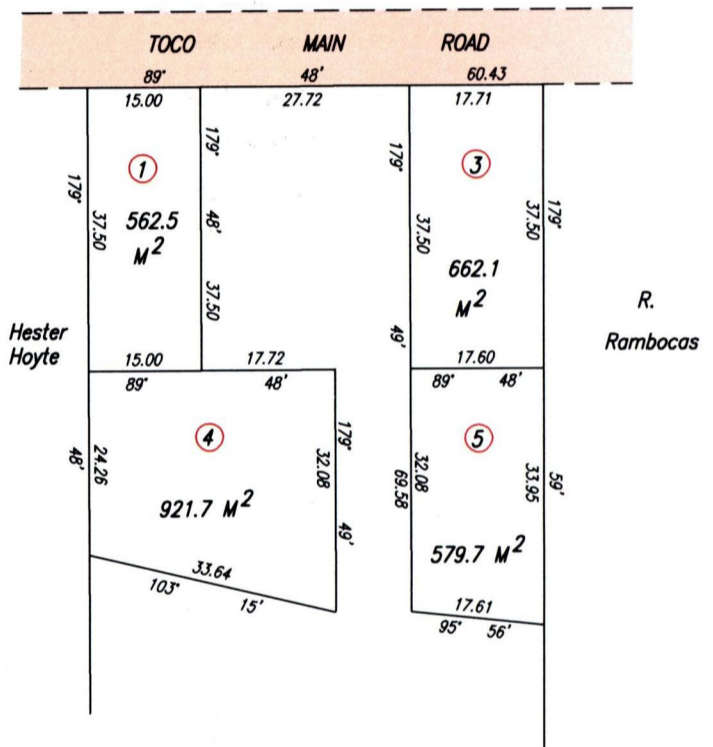 TOCO MAIN ROAD
89° 48' 60.43
15.00 27.72 17.71
179° 37.50
1
562.5
M²
179° 48' 37.50
179° 37.50 49'
3
662.1
M²
179° 37.50
R.
Rambocas
Hester
Hoyte
15.00 17.72 17.60
89° 48' 89° 48'
48' 24.26
4
921.7 M²
179° 32.08 49'
32.08 69.58
5
579.7 M²
33.95 59'
33.64
103° 15'
17.61
95° 56'